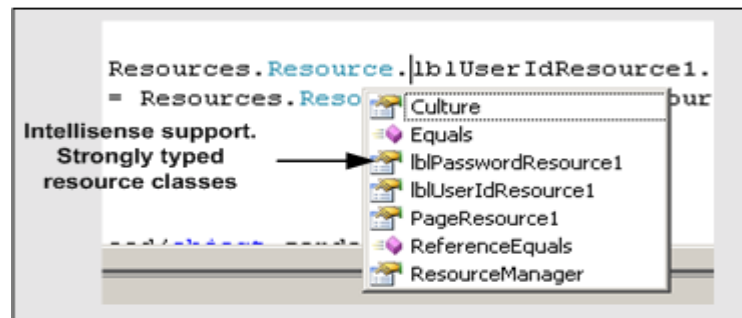 Resources.Resource.lblUserIdResource1.
= Resources.Reso
our
Culture
Equals
lblPasswordResource1
lblUserIdResource1
PageResource1
ReferenceEquals
ResourceManager
Intellisense support.
Strongly typed
resource classes